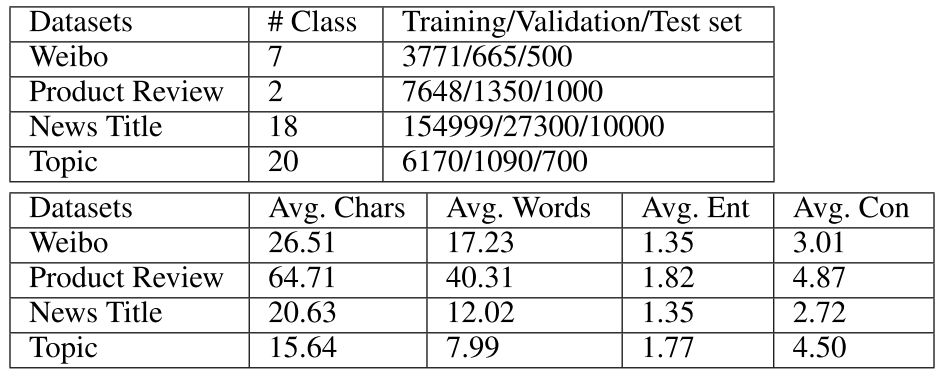 Datasets # Class Training/Validation/Test set
Weibo 7 3771/665/500
Product Review 2 7648/1350/1000
News Title 18 154999/27300/10000
Topic 20 6170/1090/700
Datasets Avg. Chars Avg. Words Avg. Ent Avg. Con
Weibo 26.51 17.23 1.35 3.01
Product Review 64.71 40.31 1.82 4.87
News Title 20.63 12.02 1.35 2.72
Topic 15.64 7.99 1.77 4.50